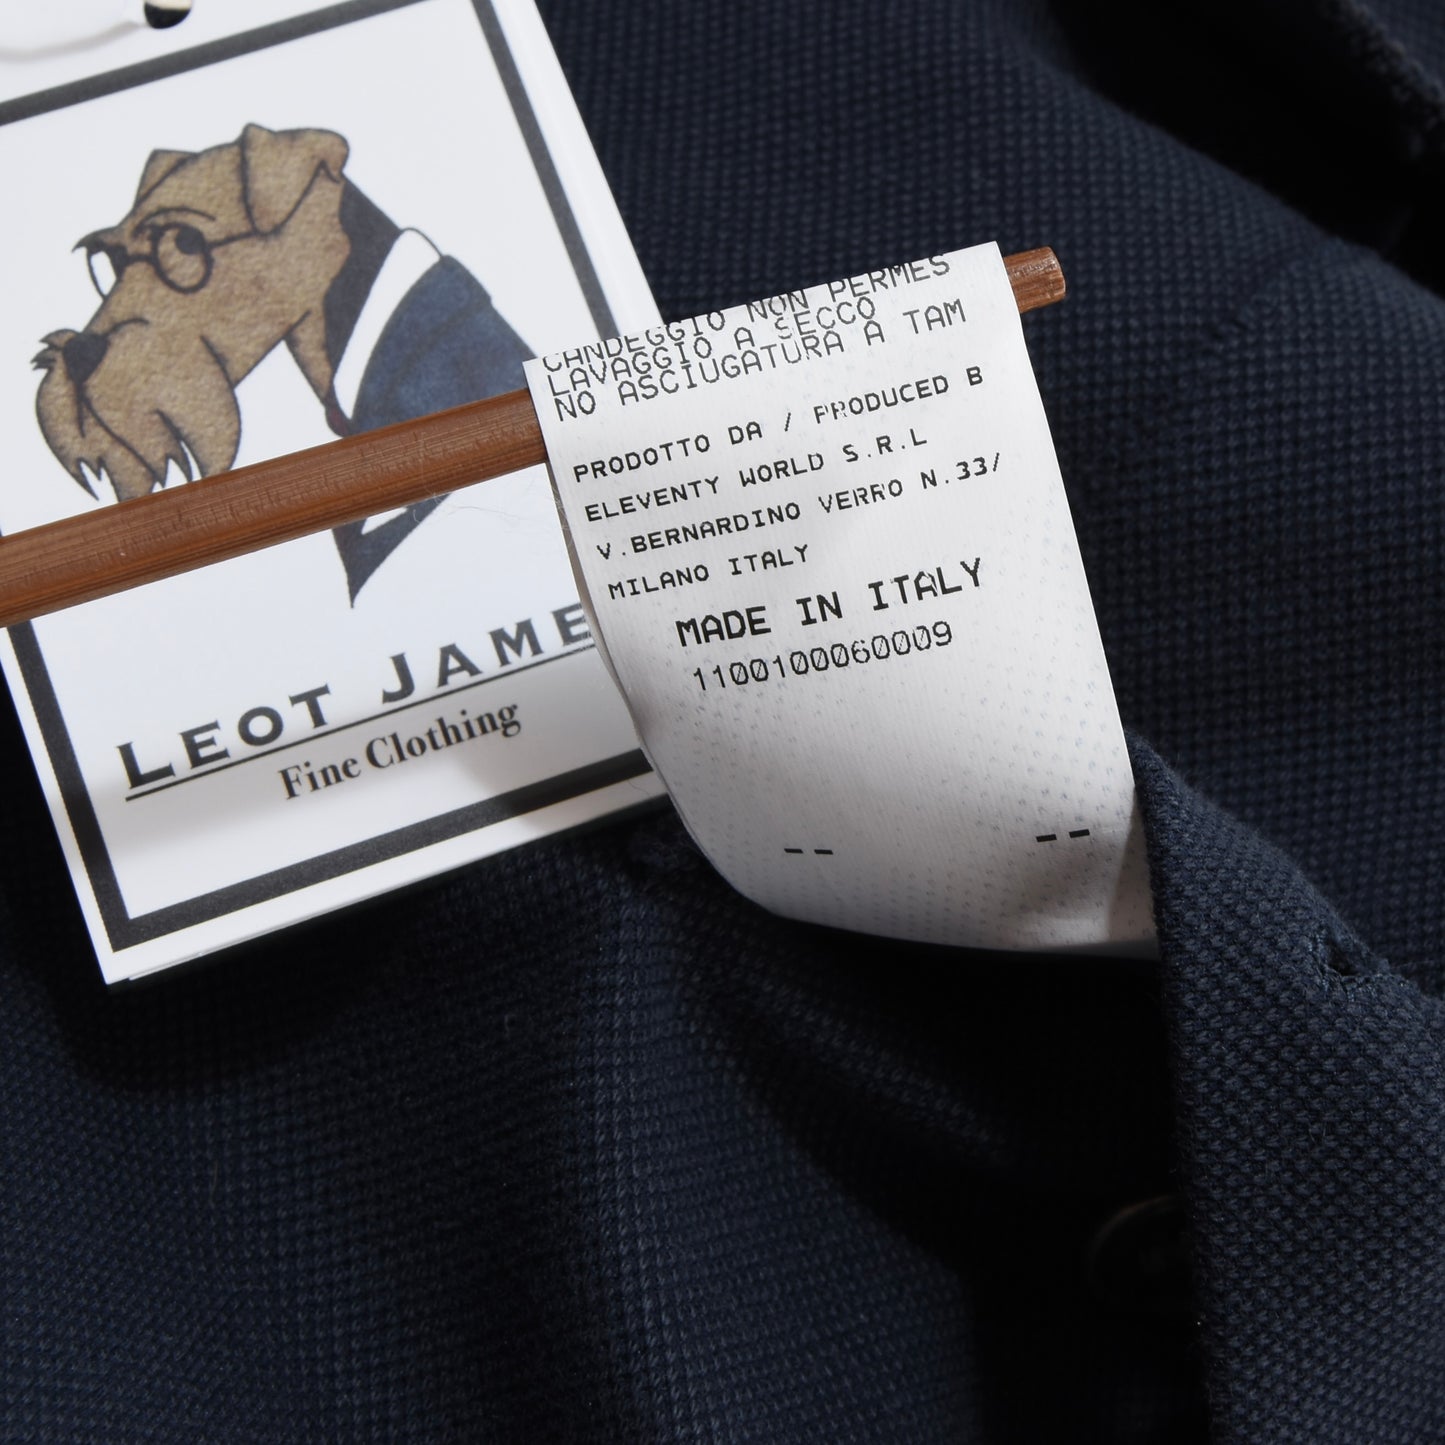 LEOT JAME
Fine Clothing
CANDEGGIO NON PERMES
LAVAGGIO A SECCO
NO ASCIUGATURA A TAM
PRODOTTO DA / PRODUCED B
ELEVENTY WORLD S.R.L
V.BERNARDINO VERRO N.33/
MILANO ITALY
MADE IN ITALY
1100100060009
-- --